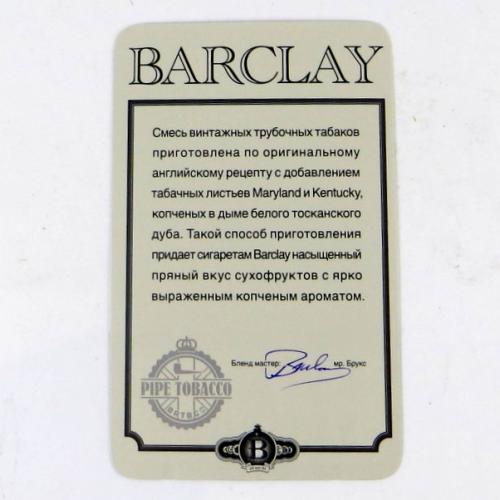 BARCLAY
Смесь винтажных трубочных табаков
приготовлена по оригинальному
английскому рецепту с добавлением
табачных листьев Maryland и Kentucky,
копченых в дыме белого тосканского
дуба. Такой способ приготовления
придает сигаретам Barclay насыщенный
пряный вкус сухофруктов с ярко
выраженным копченым ароматом.
Бленд мастер: мр. Брукс
PIPE TOBACCO
B